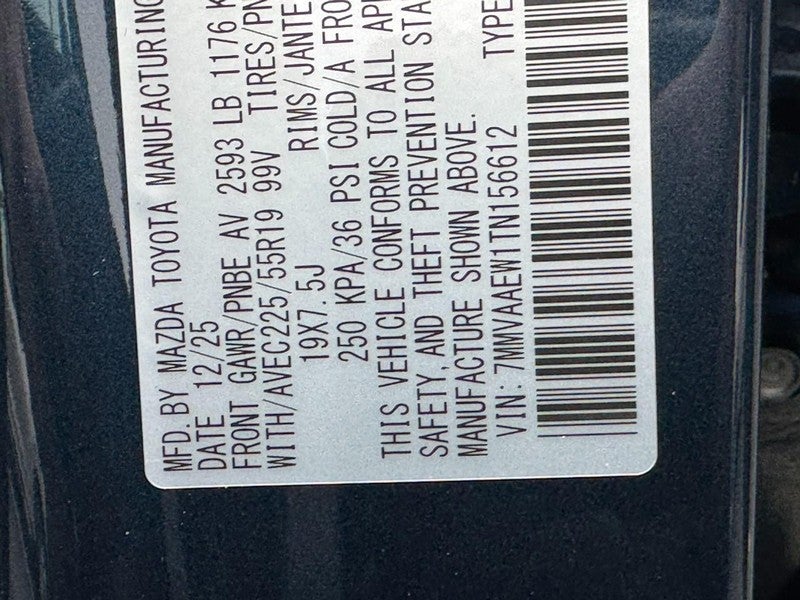 MFD. BY MAZDA TOYOTA MANUFACTURING
DATE 12/25
FRONT GAWR/PNBE AV 2593 LB 1176 K
WITH/AVEC225/55R19 99V TIRES/PN
19X7.5J RIMS/JANTE
250 KPA/36 PSI COLD/A FRO
THIS VEHICLE CONFORMS TO ALL APP
SAFETY, AND THEFT PREVENTION STA
MANUFACTURE SHOWN ABOVE.
VIN: 7MMVAAEW1TN156612 TYPE